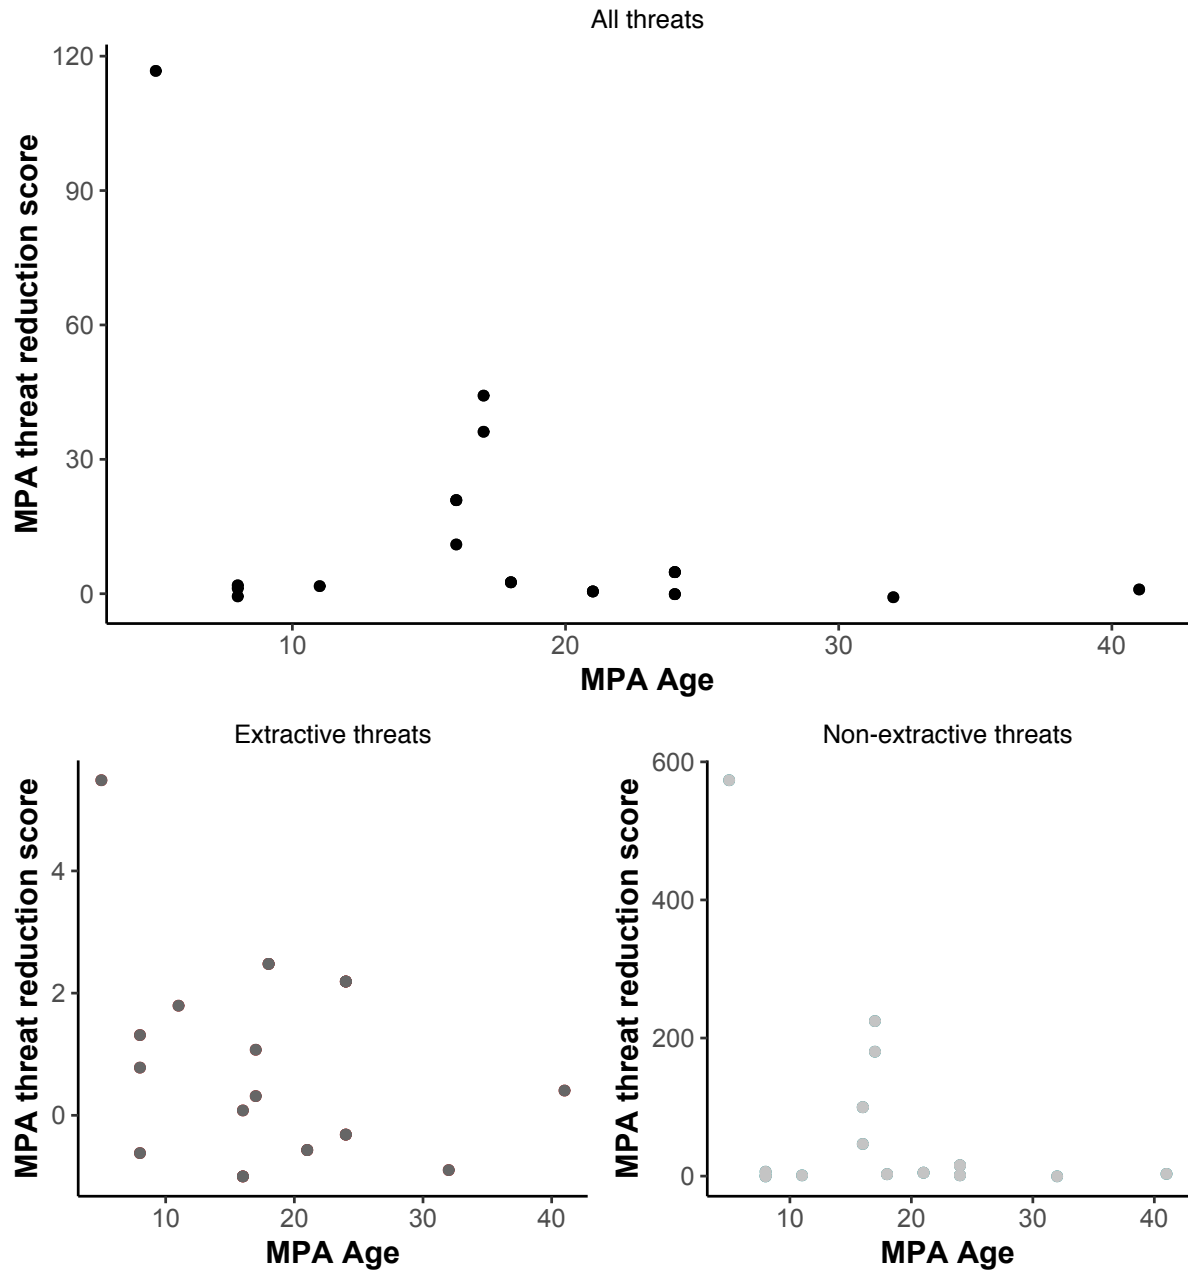 All threats
MPA threat reduction score
120
90
60
30
0
10 20 30 40
MPA Age
Extractive threats
MPA threat reduction score
4
2
0
10 20 30 40
MPA Age
Non-extractive threats
MPA threat reduction score
600
400
200
0
10 20 30 40
MPA Age